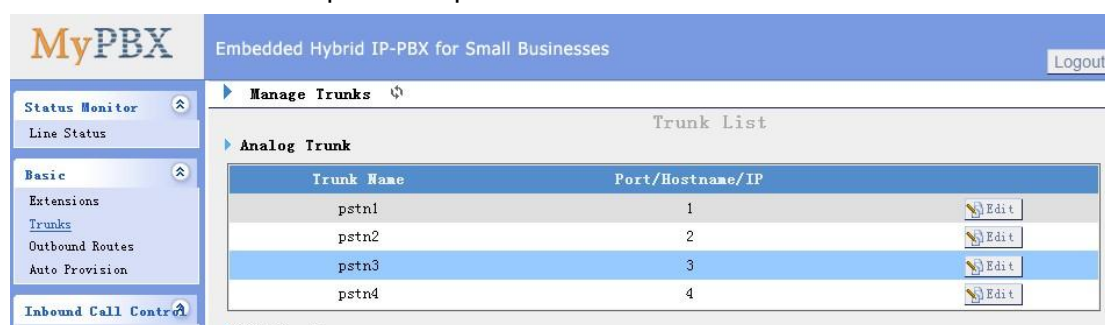 MyPBX
Embedded Hybrid IP-PBX for Small Businesses
Logout
Status Monitor
Line Status
Basic
Extensions
Trunks
Outbound Routes
Auto Provision
Inbound Call Control
Manage Trunks
Trunk List
Analog Trunk
Trunk Name Port/Hostname/IP
pstn1 1 Edit
pstn2 2 Edit
pstn3 3 Edit
pstn4 4 Edit